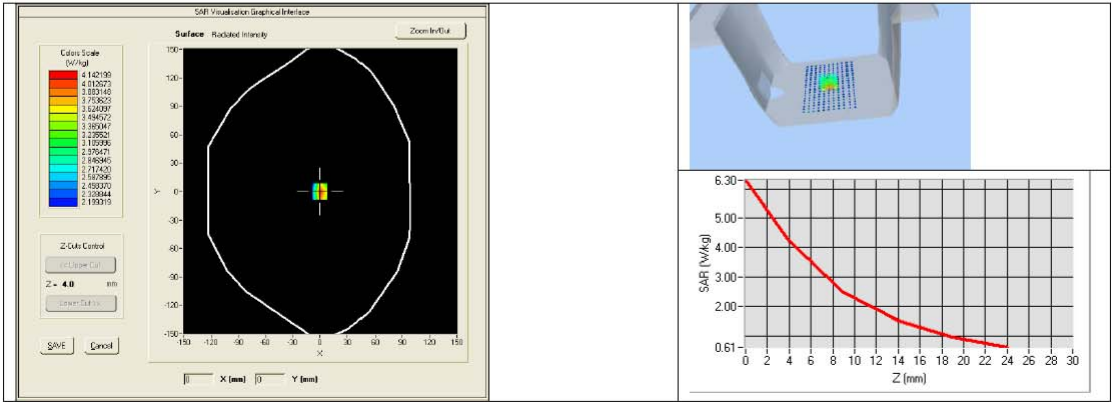 SAR Visualisation Graphical Interface
Surface Radiated Intensity
Zoom In/Out
Colors Scale
(W/kg)
4.142199
4.012673
3.883148
3.753623
3.624097
3.494572
3.365047
3.235521
3.105996
2.976471
2.846945
2.717420
2.587895
2.458370
2.328844
2.199319
150
120
90
60
30
Y 0
-30
-60
-90
-120
-150
-150 -120 -90 -60 -30 0 30 60 90 120 150
X
Z-Cuts Control
Z = 4.0 mm
SAVE Cancel
0 X (mm) 0 Y (mm)
6.30
5.00
4.00
3.00
2.00
0.61
SAR (W/kg)
0 2 4 6 8 10 12 14 16 18 20 22 24 26 28 30
Z (mm)